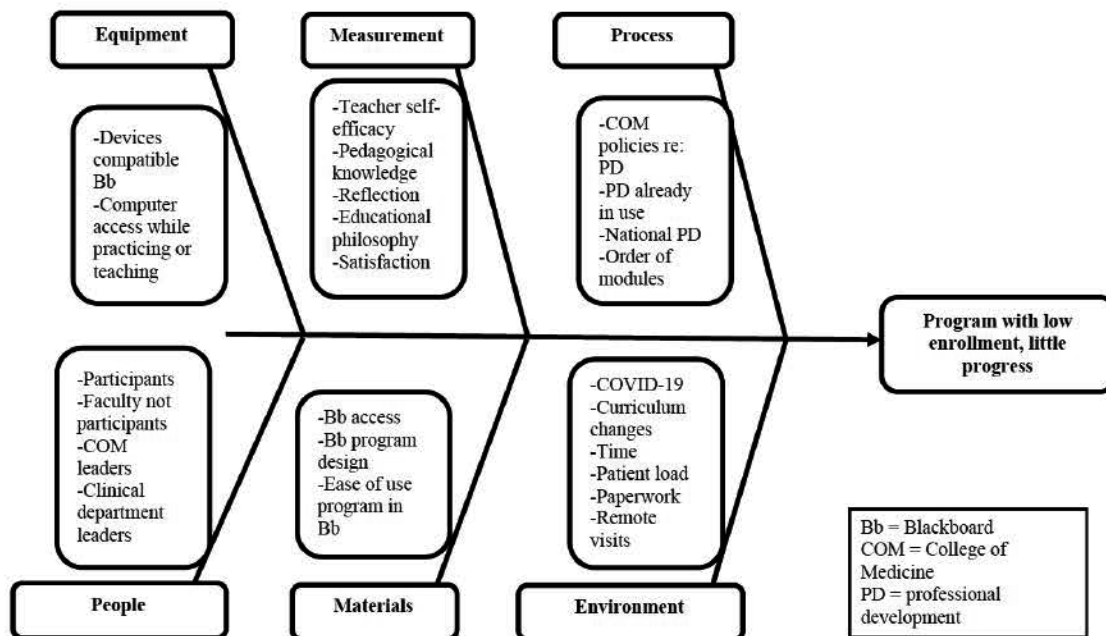 Equipment
Measurement
Process
-Devices
compatible
Bb
-Computer
access while
practicing or
teaching
-Teacher self-
efficacy
-Pedagogical
knowledge
-Reflection
-Educational
philosophy
-Satisfaction
-COM
policies re:
PD
-PD already
in use
-National PD
-Order of
modules
Program with low
enrollment, little
progress
-Participants
-Faculty not
participants
-COM
leaders
-Clinical
department
leaders
-Bb access
-Bb program
design
-Ease of use
program in
Bb
-COVID-19
-Curriculum
changes
-Time
-Patient load
-Paperwork
-Remote
visits
People
Materials
Environment
Bb = Blackboard
COM = College of
Medicine
PD = professional
development